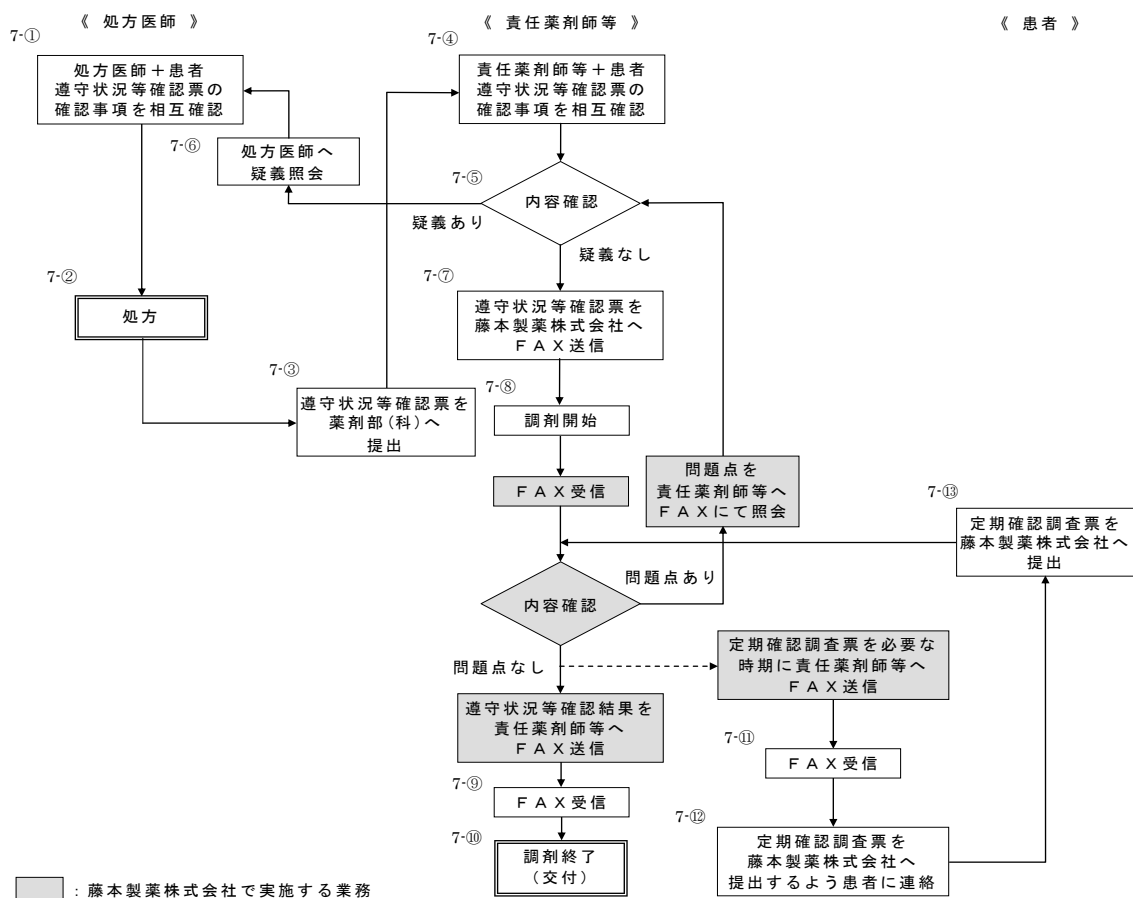 《 処方医師 》
《 責任薬剤師等 》
《 患者 》
7-①
処方医師＋患者
遵守状況等確認票の
確認事項を相互確認
7-④
責任薬剤師等＋患者
遵守状況等確認票の
確認事項を相互確認
7-⑥
処方医師へ
疑義照会
7-⑤
内容確認
疑義あり
疑義なし
7-②
処方
7-⑦
遵守状況等確認票を
藤本製薬株式会社へ
ＦＡＸ送信
7-③
遵守状況等確認票を
薬剤部(科)へ
提出
7-⑧
調剤開始
ＦＡＸ受信
問題点を
責任薬剤師等へ
ＦＡＸにて照会
7-⑬
定期確認調査票を
藤本製薬株式会社へ
提出
内容確認
問題点あり
問題点なし
定期確認調査票を必要な
時期に責任薬剤師等へ
ＦＡＸ送信
遵守状況等確認結果を
責任薬剤師等へ
ＦＡＸ送信
7-⑪
ＦＡＸ受信
7-⑨
ＦＡＸ受信
7-⑫
定期確認調査票を
藤本製薬株式会社へ
提出するよう患者に連絡
7-⑩
調剤終了
(交付)
：藤本製薬株式会社で実施する業務